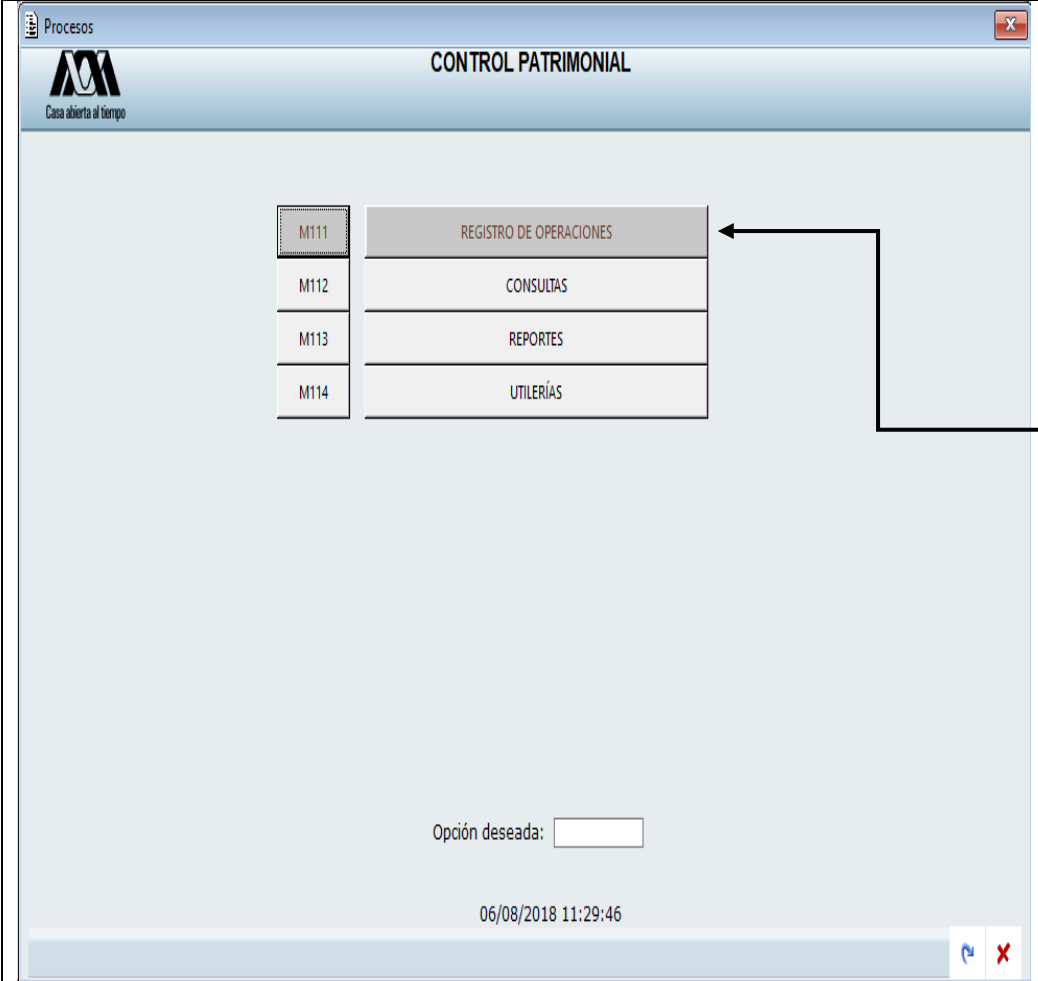 Procesos
CONTROL PATRIMONIAL
Casa abierta al tiempo
M111 REGISTRO DE OPERACIONES
M112 CONSULTAS
M113 REPORTES
M114 UTILERÍAS
Opción deseada:
06/08/2018 11:29:46